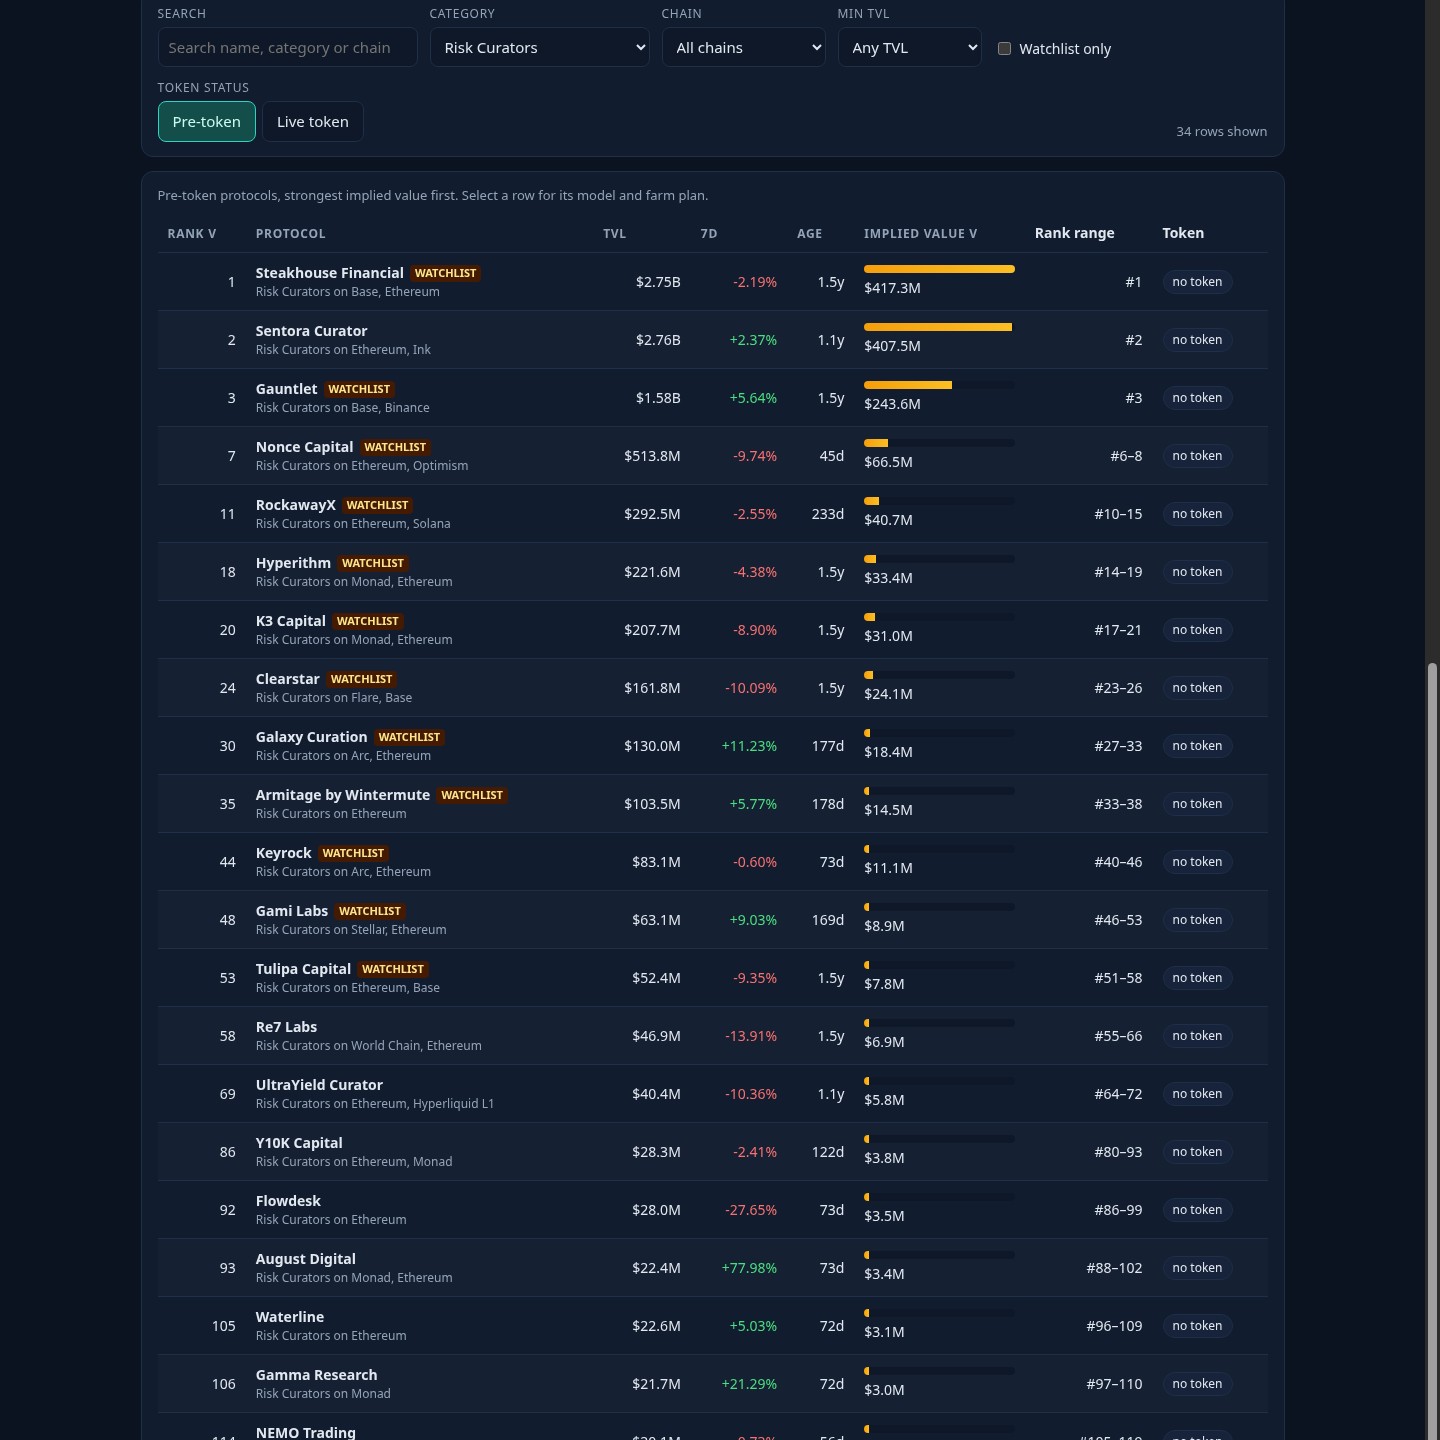 SEARCH CATEGORY CHAIN MIN TVL
Search name, category or chain Risk Curators All chains Any TVL Watchlist only
TOKEN STATUS
Pre-token Live token
34 rows shown
Pre-token protocols, strongest implied value first. Select a row for its model and farm plan.
RANK V PROTOCOL TVL 7D AGE IMPLIED VALUE V Rank range Token
1 Steakhouse Financial WATCHLIST $2.75B -2.19% 1.5y $417.3M #1 no token
Risk Curators on Base, Ethereum
2 Sentora Curator $2.76B +2.37% 1.1y $407.5M #2 no token
Risk Curators on Ethereum, Ink
3 Gauntlet WATCHLIST $1.58B +5.64% 1.5y $243.6M #3 no token
Risk Curators on Base, Binance
7 Nonce Capital WATCHLIST $513.8M -9.74% 45d $66.5M #6–8 no token
Risk Curators on Ethereum, Optimism
11 RockawayX WATCHLIST $292.5M -2.55% 233d $40.7M #10–15 no token
Risk Curators on Ethereum, Solana
18 Hyperithm WATCHLIST $221.6M -4.38% 1.5y $33.4M #14–19 no token
Risk Curators on Monad, Ethereum
20 K3 Capital WATCHLIST $207.7M -8.90% 1.5y $31.0M #17–21 no token
Risk Curators on Monad, Ethereum
24 Clearstar WATCHLIST $161.8M -10.09% 1.5y $24.1M #23–26 no token
Risk Curators on Flare, Base
30 Galaxy Curation WATCHLIST $130.0M +11.23% 177d $18.4M #27–33 no token
Risk Curators on Arc, Ethereum
35 Armitage by Wintermute WATCHLIST $103.5M +5.77% 178d $14.5M #33–38 no token
Risk Curators on Ethereum
44 Keyrock WATCHLIST $83.1M -0.60% 73d $11.1M #40–46 no token
Risk Curators on Arc, Ethereum
48 Gami Labs WATCHLIST $63.1M +9.03% 169d $8.9M #46–53 no token
Risk Curators on Stellar, Ethereum
53 Tulipa Capital WATCHLIST $52.4M -9.35% 1.5y $7.8M #51–58 no token
Risk Curators on Ethereum, Base
58 Re7 Labs $46.9M -13.91% 1.5y $6.9M #55–66 no token
Risk Curators on World Chain, Ethereum
69 UltraYield Curator $40.4M -10.36% 1.1y $5.8M #64–72 no token
Risk Curators on Ethereum, Hyperliquid L1
86 Y10K Capital $28.3M -2.41% 122d $3.8M #80–93 no token
Risk Curators on Ethereum, Monad
92 Flowdesk $28.0M -27.65% 73d $3.5M #86–99 no token
Risk Curators on Ethereum
93 August Digital $22.4M +77.98% 73d $3.4M #88–102 no token
Risk Curators on Monad, Ethereum
105 Waterline $22.6M +5.03% 72d $3.1M #96–109 no token
Risk Curators on Ethereum
106 Gamma Research $21.7M +21.29% 72d $3.0M #97–110 no token
Risk Curators on Monad
NEMO Trading